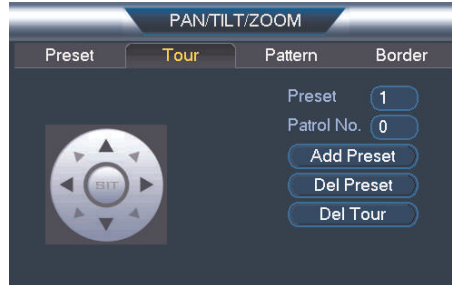 PAN/TILT/ZOOM
Preset Tour Pattern Border
Preset 1
Patrol No. 0
Add Preset
SIT
Del Preset
Del Tour